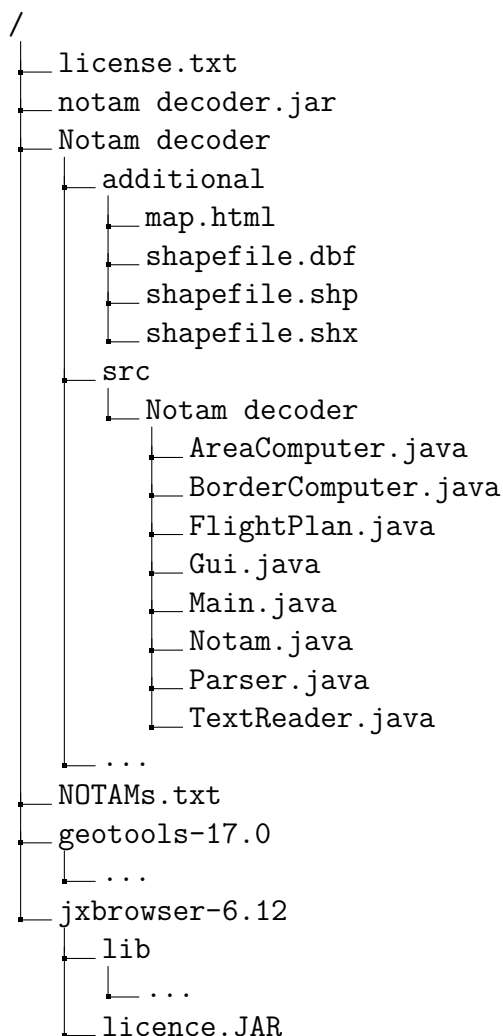 /
license.txt
notam decoder.jar
Notam decoder
additional
map.html
shapefile.dbf
shapefile.shp
shapefile.shx
src
Notam decoder
AreaComputer.java
BorderComputer.java
FlightPlan.java
Gui.java
Main.java
Notam.java
Parser.java
TextReader.java
...
NOTAMs.txt
geotools-17.0
...
jxbrowser-6.12
lib
...
licence.JAR